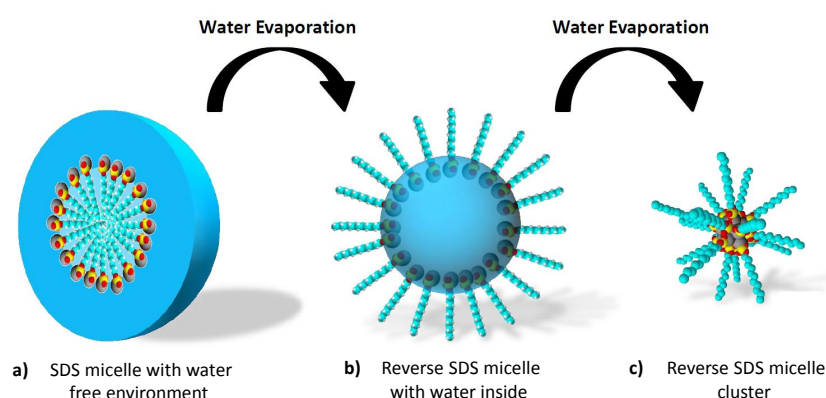 Water Evaporation
Water Evaporation
a) SDS micelle with water
free environment
b) Reverse SDS micelle
with water inside
c) Reverse SDS micelle
cluster